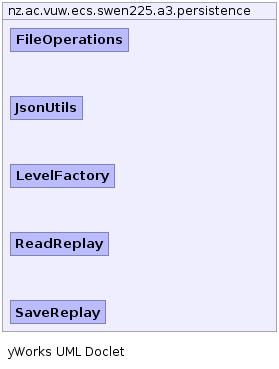 nz.ac.vuw.ecs.swen225.a3.persistence
FileOperations
JsonUtils
LevelFactory
ReadReplay
SaveReplay
yWorks UML Doclet